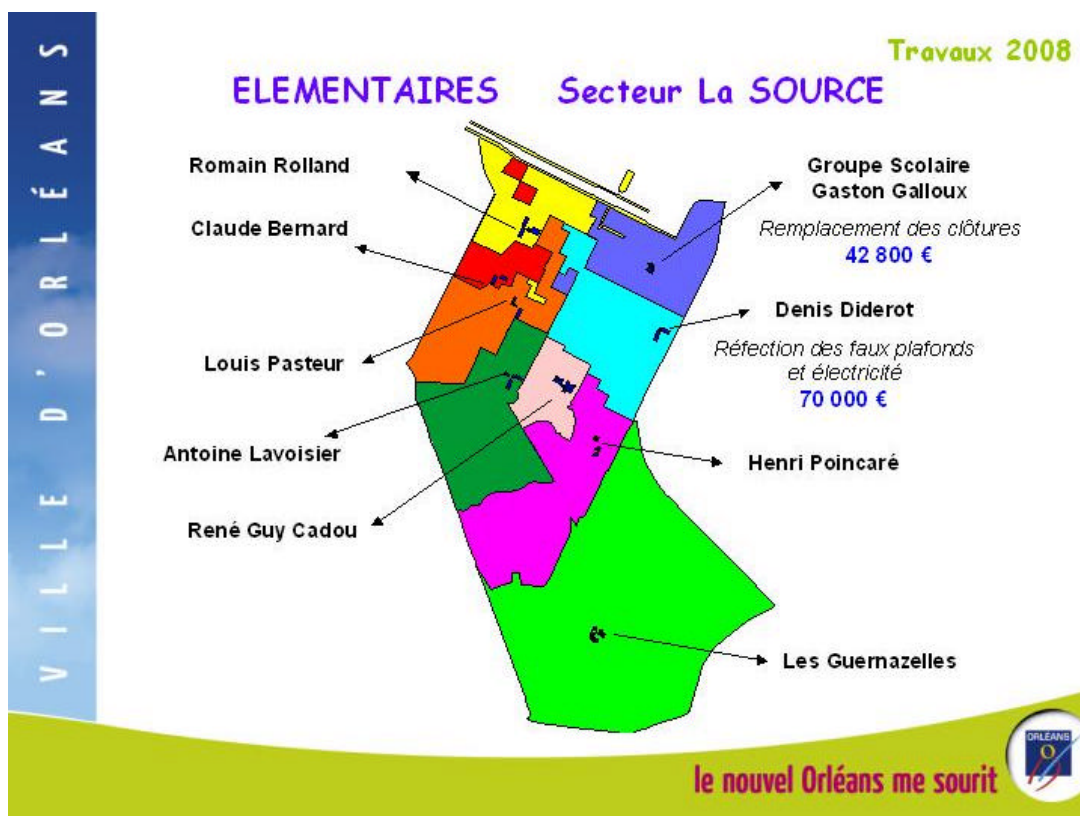 VILLE D'ORLÉANS
Travaux 2008
ELEMENTAIRES Secteur La SOURCE
Romain Rolland
Claude Bernard
Louis Pasteur
Antoine Lavoisier
René Guy Cadou
Groupe Scolaire
Gaston Galloux
Remplacement des clôtures
42 800 €
Denis Diderot
Réfection des faux plafonds
et électricité
70 000 €
Henri Poincaré
Les Guernazelles
le nouvel Orléans me sourit
ORLÉANS